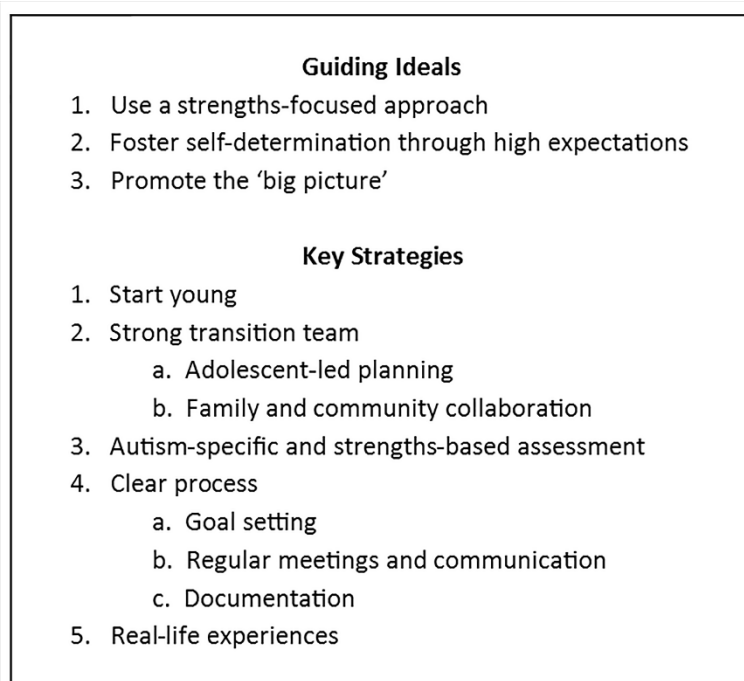 Guiding Ideals
1. Use a strengths-focused approach
2. Foster self-determination through high expectations
3. Promote the ‘big picture’
Key Strategies
1. Start young
2. Strong transition team
a. Adolescent-led planning
b. Family and community collaboration
3. Autism-specific and strengths-based assessment
4. Clear process
a. Goal setting
b. Regular meetings and communication
c. Documentation
5. Real-life experiences